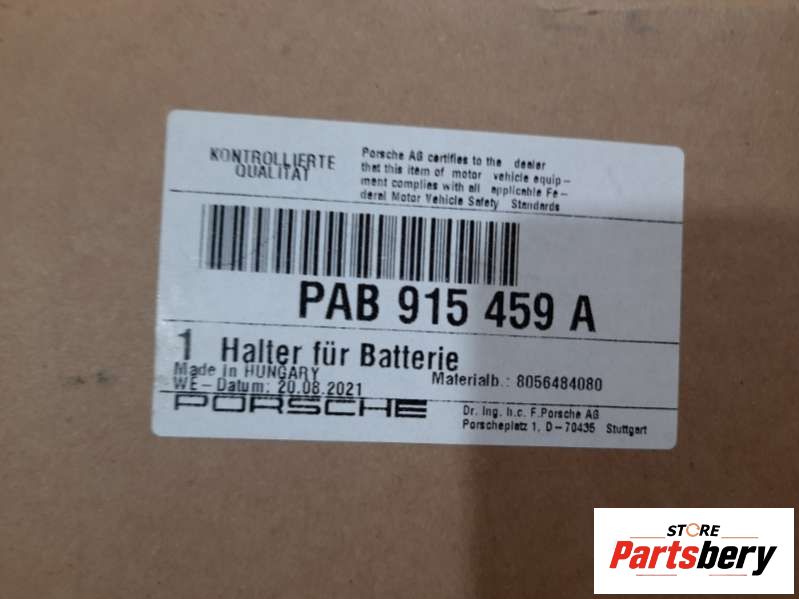 KONTROLLIERTE
QUALITÄT
Porsche AG certifies to the dealer
that this item of motor vehicle equip-
ment complies with all applicable Fe-
deral Motor Vehicle Safety Standards
PAB 915 459 A
1 Halter für Batterie
Made in HUNGARY
Materialb.: 8056484080
WE-Datum: 20.08.2021
PORSCHE
Dr. Ing. h.c. F.Porsche AG
Porscheplatz 1, D-70435 Stuttgart
STORE
Partsbery